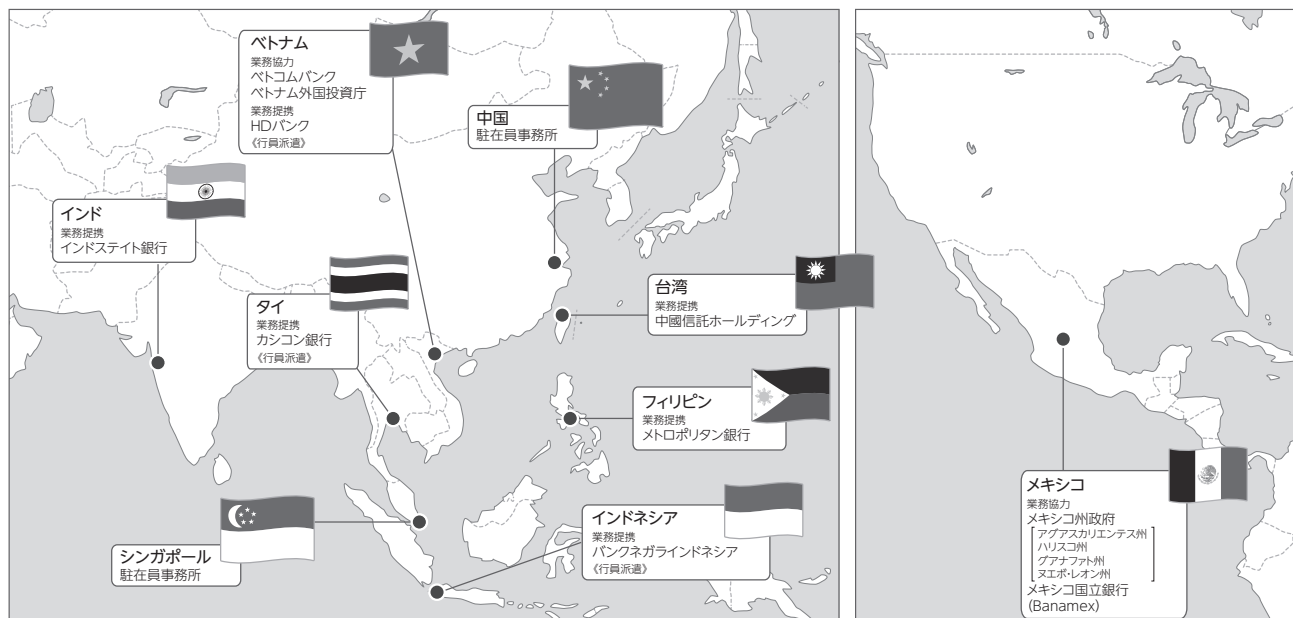 ベトナム
業務協力
ベトコムバンク
ベトナム外国投資庁
業務提携
HDバンク
《行員派遣》
中国
駐在員事務所
インド
業務提携
インドステイト銀行
タイ
業務提携
カシコン銀行
《行員派遣》
台湾
業務提携
中國信託ホールディング
フィリピン
業務提携
メトロポリタン銀行
シンガポール
駐在員事務所
インドネシア
業務提携
バンクネガラインドネシア
《行員派遣》
メキシコ
業務協力
メキシコ州政府
アグアスカリエンテス州
ハリスコ州
グアナファト州
ヌエボ・レオン州
メキシコ国立銀行
(Banamex)